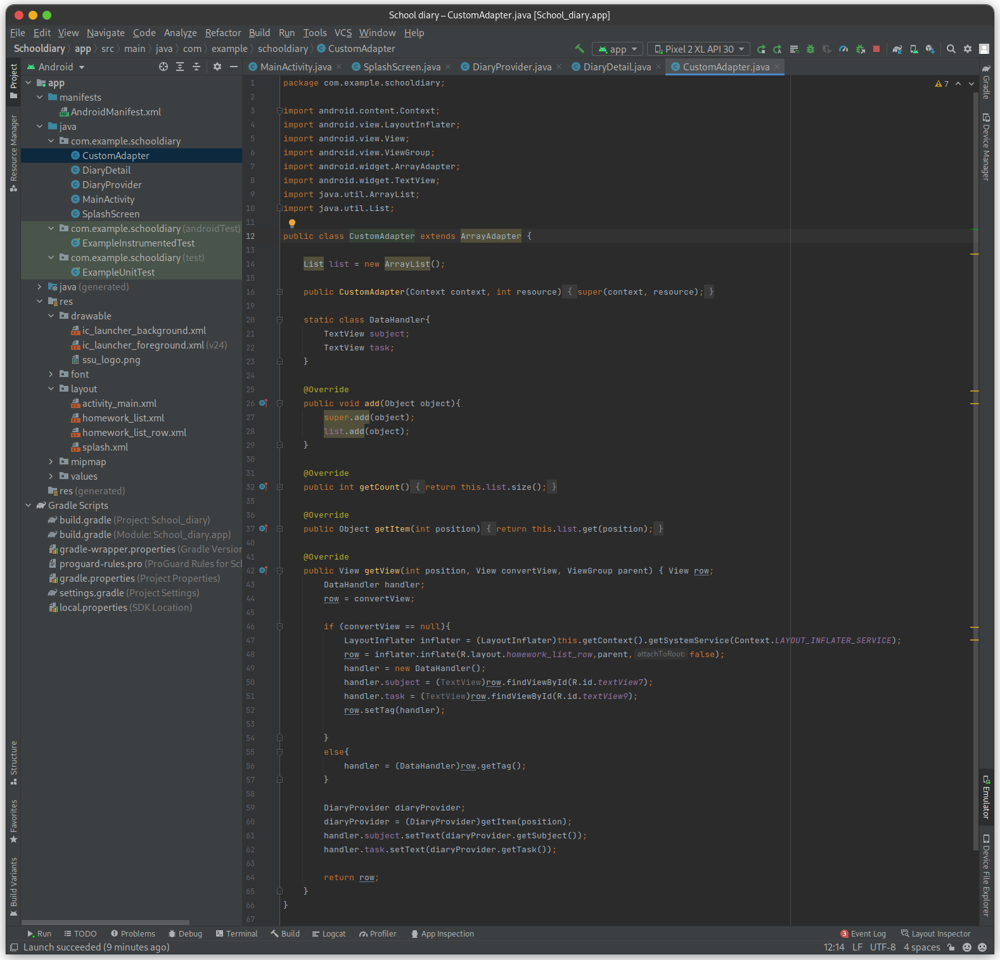 School diary – CustomAdapter.java [School_diary.app]
File Edit View Navigate Code Analyze Refactor Build Run Tools VCS Window Help
Schooldiary app src main java com example schooldiary CustomAdapter app Pixel 2 XL API 30
Project
Resource Manager
Structure
Favorites
Build Variants
Android
app
manifests
AndroidManifest.xml
java
com.example.schooldiary
CustomAdapter
DiaryDetail
DiaryProvider
MainActivity
SplashScreen
com.example.schooldiary (androidTest)
ExampleInstrumentedTest
com.example.schooldiary (test)
ExampleUnitTest
java (generated)
res
drawable
ic_launcher_background.xml
ic_launcher_foreground.xml (v24)
ssu_logo.png
font
layout
activity_main.xml
homework_list.xml
homework_list_row.xml
splash.xml
mipmap
values
res (generated)
Gradle Scripts
build.gradle (Project: School_diary)
build.gradle (Module: School_diary.app)
gradle-wrapper.properties (Gradle Version
proguard-rules.pro (ProGuard Rules for Sch
gradle.properties (Project Properties)
settings.gradle (Project Settings)
local.properties (SDK Location)
MainActivity.java SplashScreen.java DiaryProvider.java DiaryDetail.java CustomAdapter.java
7
1 package com.example.schooldiary;
2
3 import android.content.Context;
4 import android.view.LayoutInflater;
5 import android.view.View;
6 import android.view.ViewGroup;
7 import android.widget.ArrayAdapter;
8 import android.widget.TextView;
9 import java.util.ArrayList;
10 import java.util.List;
11
12 public class CustomAdapter extends ArrayAdapter {
13
14 List list = new ArrayList();
15
16 public CustomAdapter(Context context, int resource) { super(context, resource); }
19
20 static class DataHandler{
21 TextView subject;
22 TextView task;
23 }
24
25 @Override
26 public void add(Object object){
27 super.add(object);
28 list.add(object);
29 }
30
31 @Override
32 public int getCount() { return this.list.size(); }
35
36 @Override
37 public Object getItem(int position) { return this.list.get(position); }
40
41 @Override
42 public View getView(int position, View convertView, ViewGroup parent) { View row;
43 DataHandler handler;
44 row = convertView;
45
46 if (convertView == null){
47 LayoutInflater inflater = (LayoutInflater)this.getContext().getSystemService(Context.LAYOUT_INFLATER_SERVICE);
48 row = inflater.inflate(R.layout.homework_list_row,parent, attachToRoot: false);
49 handler = new DataHandler();
50 handler.subject = (TextView)row.findViewById(R.id.textView7);
51 handler.task = (TextView)row.findViewById(R.id.textView9);
52 row.setTag(handler);
53
54 }
55 else{
56 handler = (DataHandler)row.getTag();
57 }
58
59 DiaryProvider diaryProvider;
60 diaryProvider = (DiaryProvider)getItem(position);
61 handler.subject.setText(diaryProvider.getSubject());
62 handler.task.setText(diaryProvider.getTask());
63
64 return row;
65 }
66 }
67
Gradle
Device Manager
Emulator
Device File Explorer
Run TODO Problems Debug Terminal Build Logcat Profiler App Inspection 3 Event Log Layout Inspector
Launch succeeded (9 minutes ago) 12:14 LF UTF-8 4 spaces